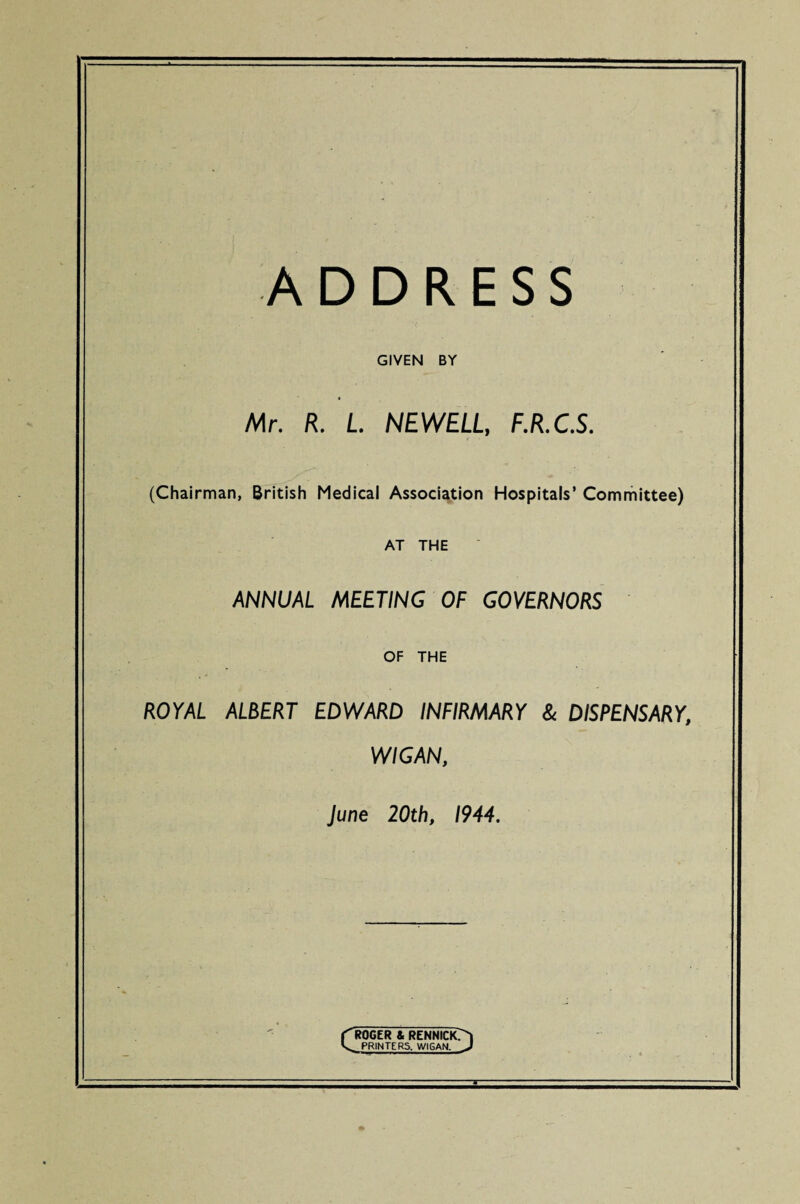 ADDRESS
GIVEN BY
Mr. R. L. NEWELL, F.R.C.S.
(Chairman, British Medical Association Hospitals' Committee)
AT THE
ANNUAL MEETING OF GOVERNORS
OF THE
ROYAL ALBERT EDWARD INFIRMARY & DISPENSARY,
WIGAN,
June 20th, 1944.
ROGER & RENNICK.
PRINTERS. WIGAN.